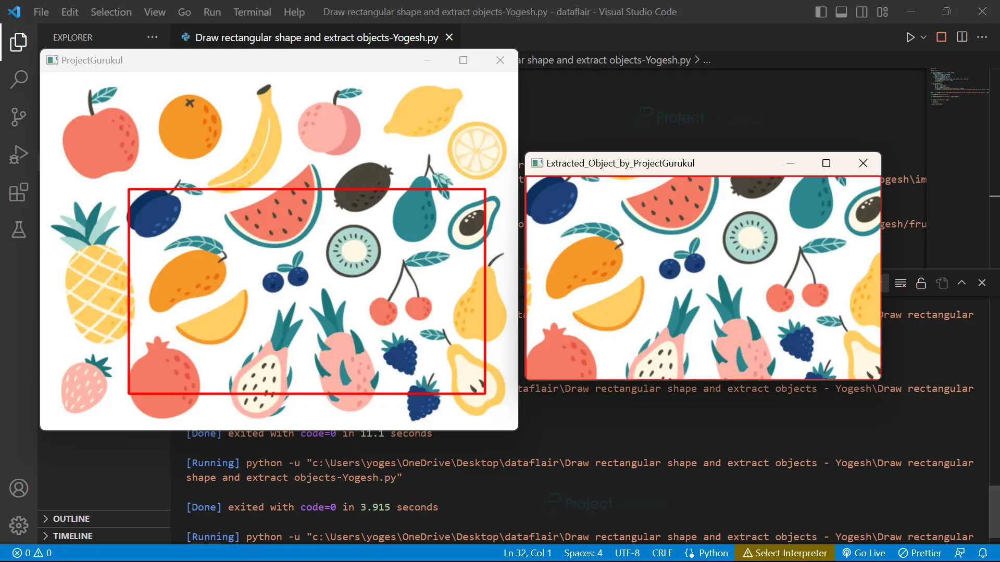 File Edit Selection View Go Run Terminal Help Draw rectangular shape and extract objects-Yogesh.py - dataflair - Visual Studio Code
EXPLORER
Draw rectangular shape and extract objects-Yogesh.py
ProjectGurukul
ar shape and extract objects-Yogesh.py > ...
Project
Extracted_Object_by_ProjectGurukul
ogesh\im
gesh/fru
Draw rectangular
taflair\Draw rectangular shape and extract objects - Yogesh\Draw rectangular
[Done] exited with code=0 in 11.1 seconds
[Running] python -u "c:\Users\yoges\OneDrive\Desktop\dataflair\Draw rectangular shape and extract objects - Yogesh\Draw rectangular
shape and extract objects-Yogesh.py"
Project
[Done] exited with code=0 in 3.915 seconds
OUTLINE
TIMELINE
[Running] python -u "c:\Users\yoges\OneDrive\Desktop\dataflair\Draw rectangular shape and extract objects - Yogesh\Draw rectangular
0 0 Ln 32, Col 1 Spaces: 4 UTF-8 CRLF Python Select Interpreter Go Live Prettier